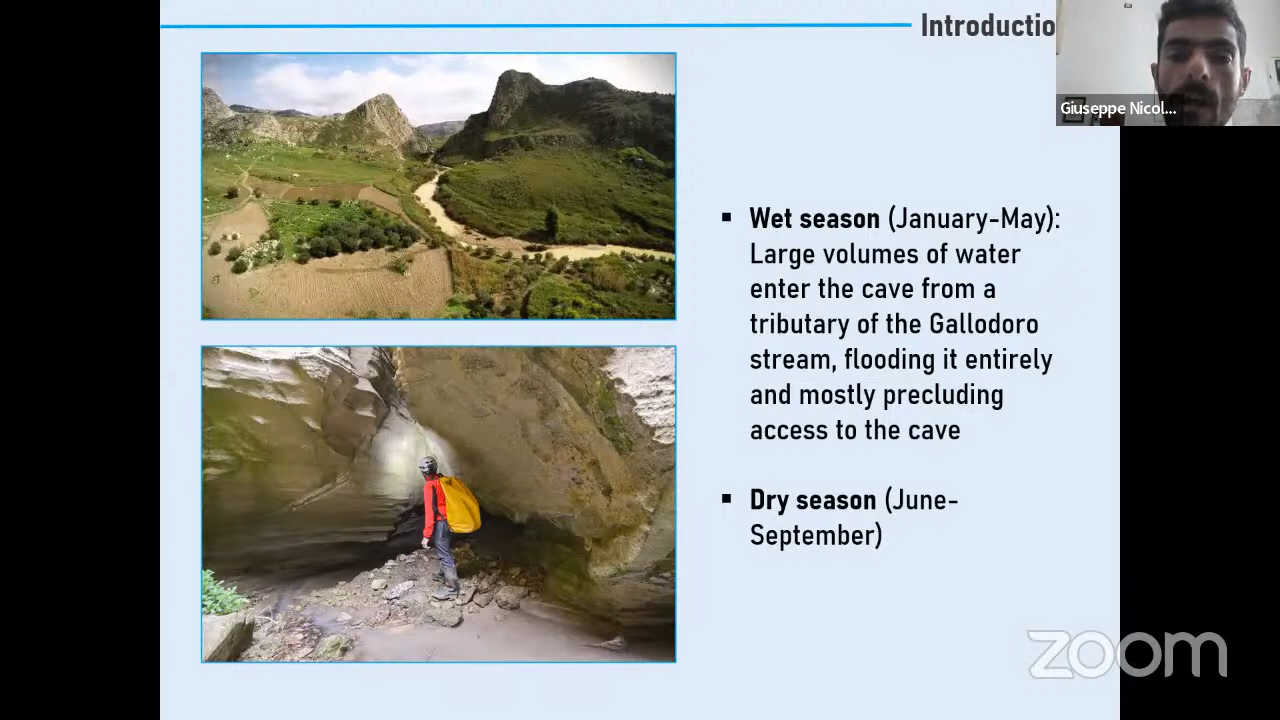 Introductio
Giuseppe Nicol...
▪ Wet season (January-May):
Large volumes of water
enter the cave from a
tributary of the Gallodoro
stream, flooding it entirely
and mostly precluding
access to the cave
▪ Dry season (June-
September)
zoom